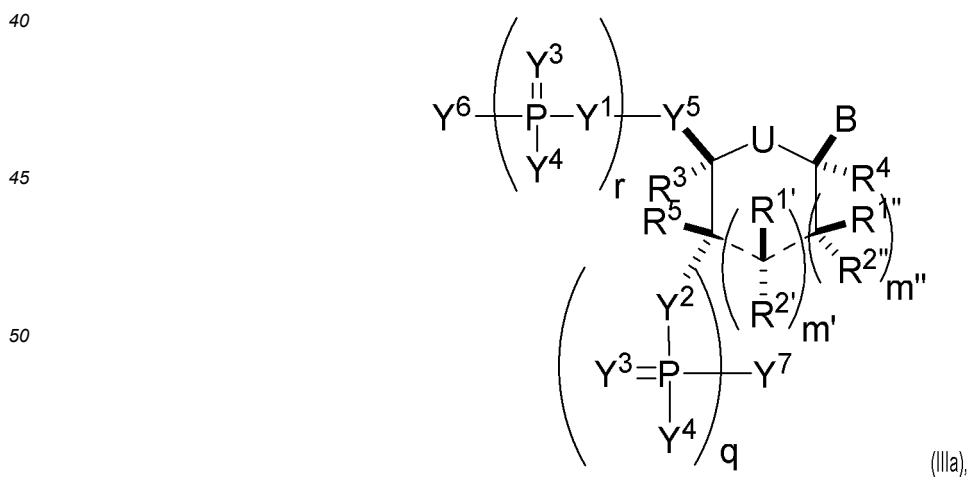 40
Y³
Y⁶ P Y¹ Y⁵ U B
Y⁴
45
r R³ R⁴
R⁵ R¹' R¹''
R²''
Y² R²' m' m''
50
Y³=P Y⁷
Y⁴
q
(IIIa),